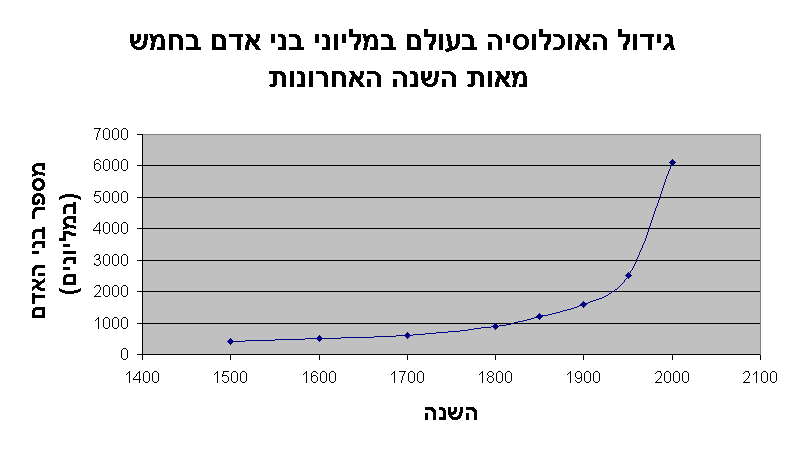 גידול האוכלוסיה בעולם במליוני בני אדם בחמש
מאות השנה האחרונות
מספר בני האדם
(במליונים)
7000
6000
5000
4000
3000
2000
1000
0
1400 1500 1600 1700 1800 1900 2000 2100
השנה